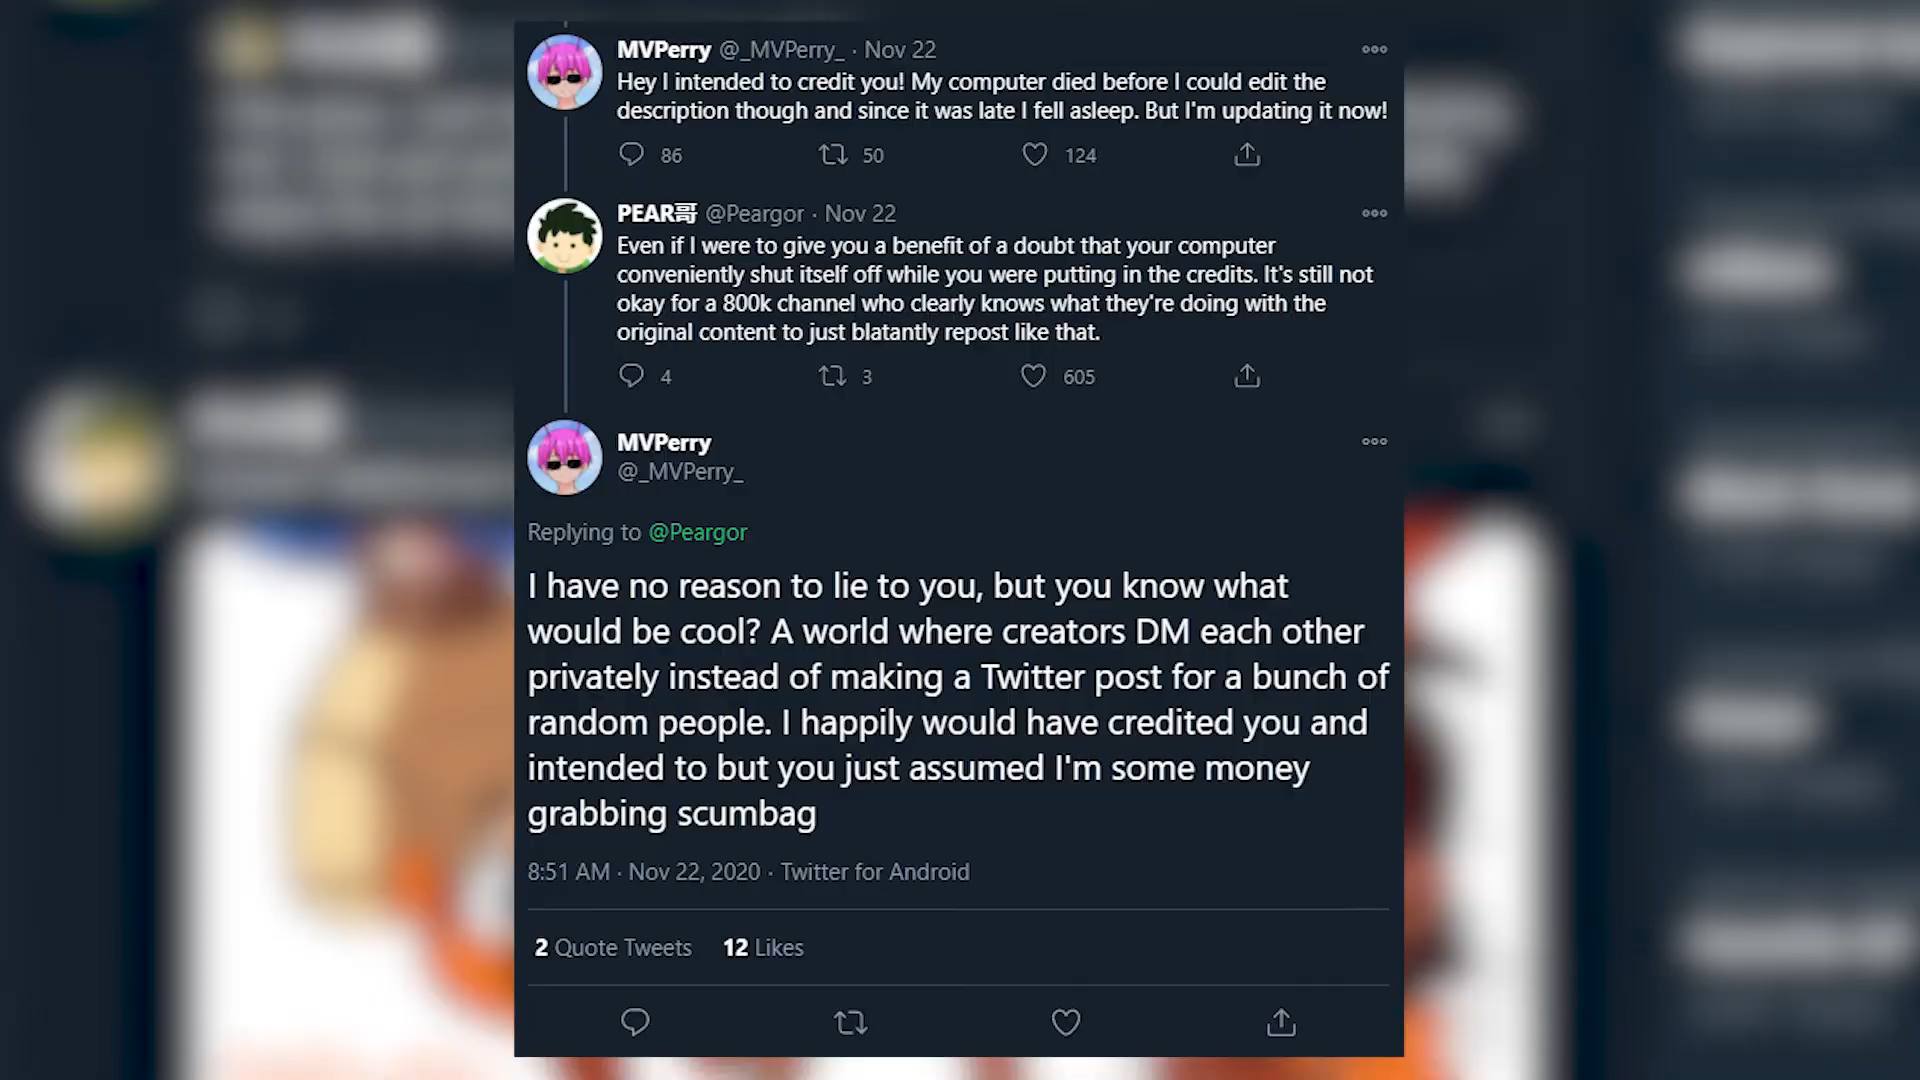 MVPerry @_MVPerry_ · Nov 22
Hey I intended to credit you! My computer died before I could edit the
description though and since it was late I fell asleep. But I'm updating it now!
86 50 124
PEAR哥 @Peargor · Nov 22
Even if I were to give you a benefit of a doubt that your computer
conveniently shut itself off while you were putting in the credits. It's still not
okay for a 800k channel who clearly knows what they're doing with the
original content to just blatantly repost like that.
4 3 605
MVPerry
@_MVPerry_
Replying to @Peargor
I have no reason to lie to you, but you know what
would be cool? A world where creators DM each other
privately instead of making a Twitter post for a bunch of
random people. I happily would have credited you and
intended to but you just assumed I'm some money
grabbing scumbag
8:51 AM · Nov 22, 2020 · Twitter for Android
2 Quote Tweets 12 Likes